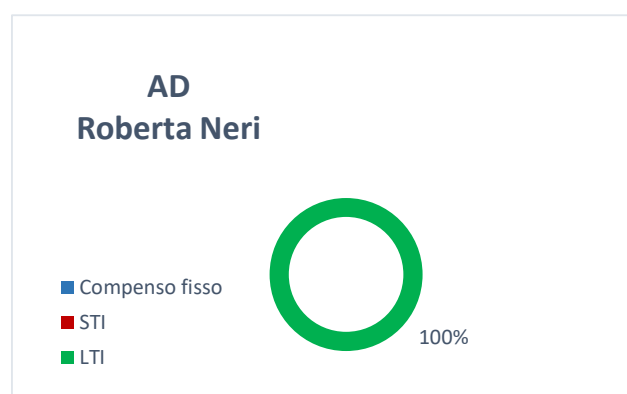 AD
Roberta Neri
Compenso fisso
STI
LTI
100%